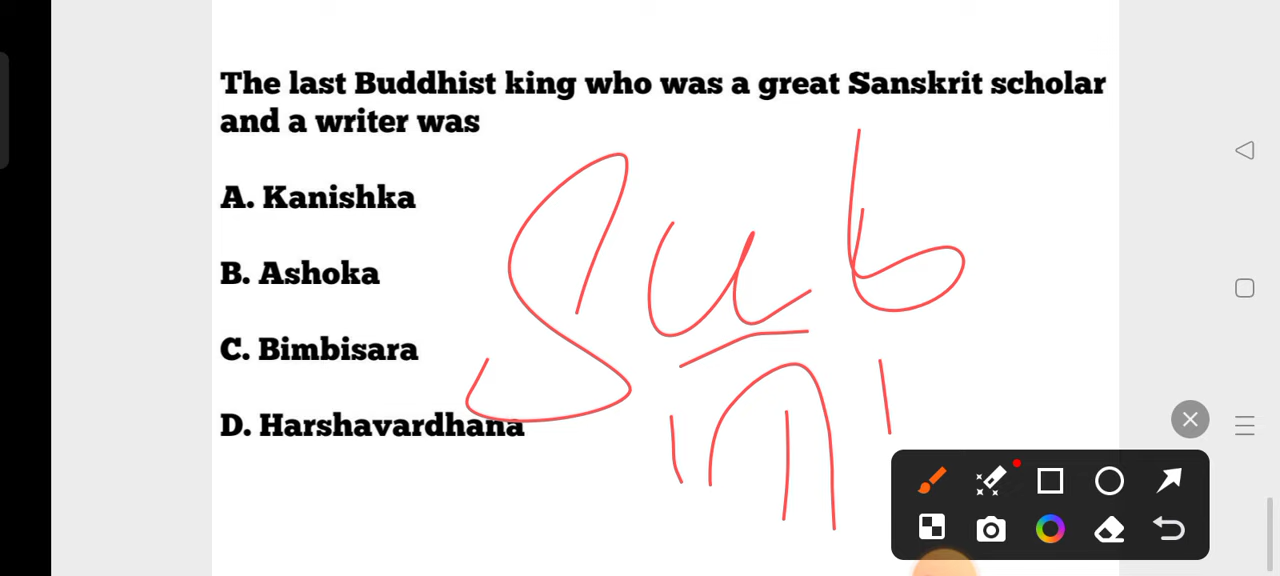 The last Buddhist king who was a great Sanskrit scholar
and a writer was
A. Kanishka
B. Ashoka
C. Bimbisara
D. Harshavardhana
Sub